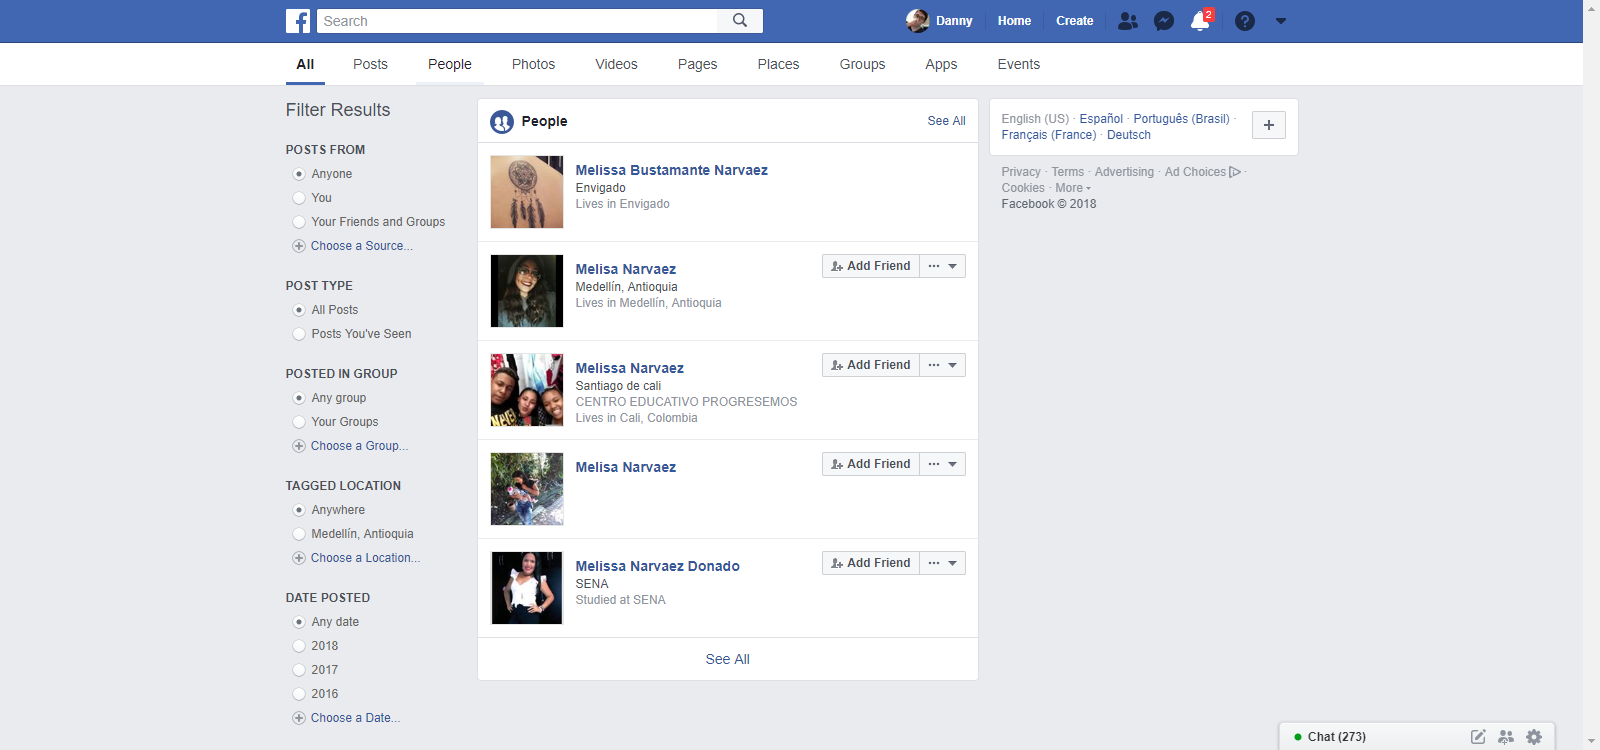 Search
Danny
Home
Create
2
All
Posts
People
Photos
Videos
Pages
Places
Groups
Apps
Events
Filter Results
POSTS FROM
Anyone
You
Your Friends and Groups
Choose a Source...
POST TYPE
All Posts
Posts You've Seen
POSTED IN GROUP
Any group
Your Groups
Choose a Group...
TAGGED LOCATION
Anywhere
Medellín, Antioquia
Choose a Location...
DATE POSTED
Any date
2018
2017
2016
Choose a Date...
People
See All
Melissa Bustamante Narvaez
Envigado
Lives in Envigado
Melisa Narvaez
Medellín, Antioquia
Lives in Medellín, Antioquia
Add Friend
Melissa Narvaez
Santiago de cali
CENTRO EDUCATIVO PROGRESEMOS
Lives in Cali, Colombia
Add Friend
Melisa Narvaez
Add Friend
Melissa Narvaez Donado
SENA
Studied at SENA
Add Friend
See All
English (US) · Español · Português (Brasil) ·
Français (France) · Deutsch
Privacy · Terms · Advertising · Ad Choices ·
Cookies · More
Facebook © 2018
Chat (273)